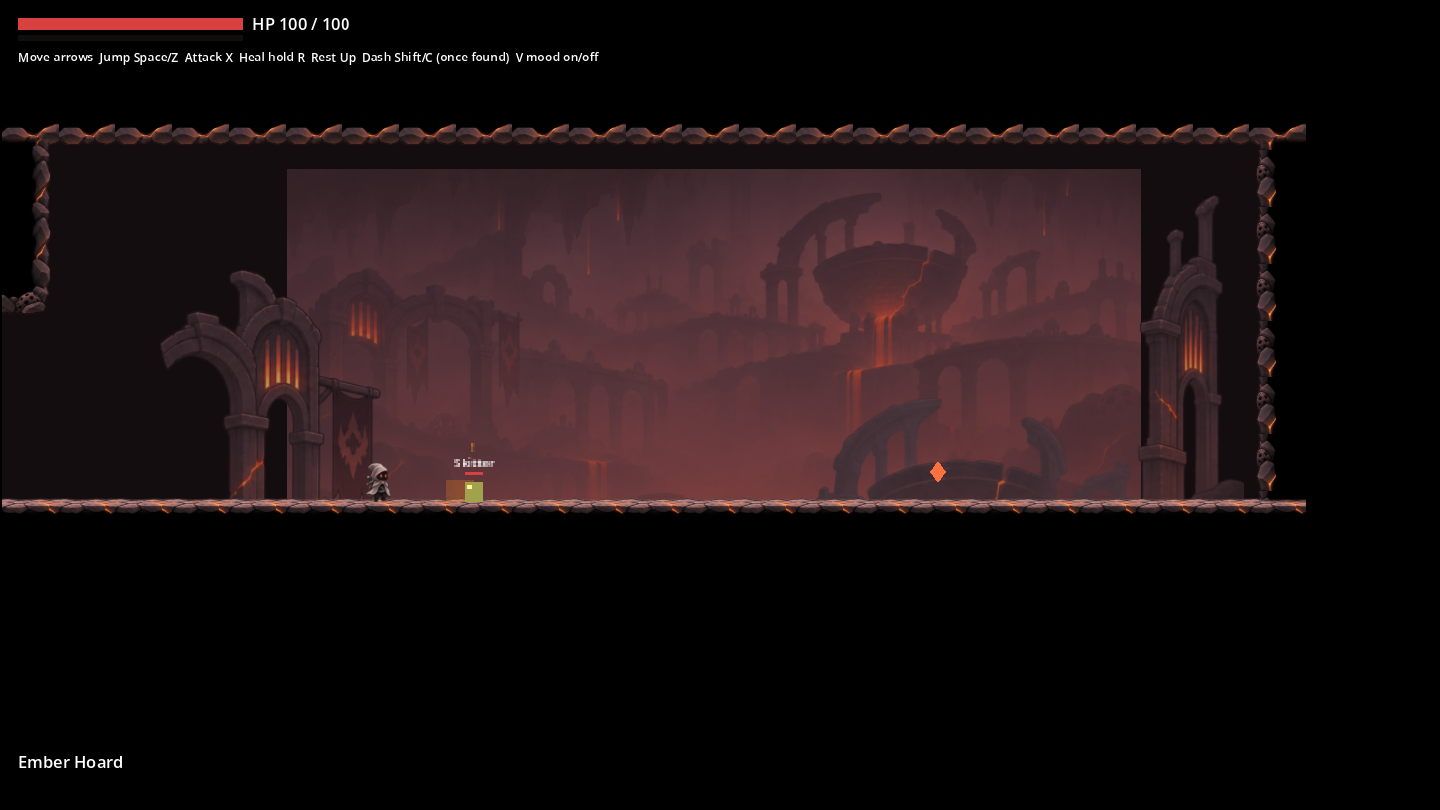 HP 100 / 100
Move arrows Jump Space/Z Attack X Heal hold R Rest Up Dash Shift/C (once found) V mood on/off
Ember Hoard